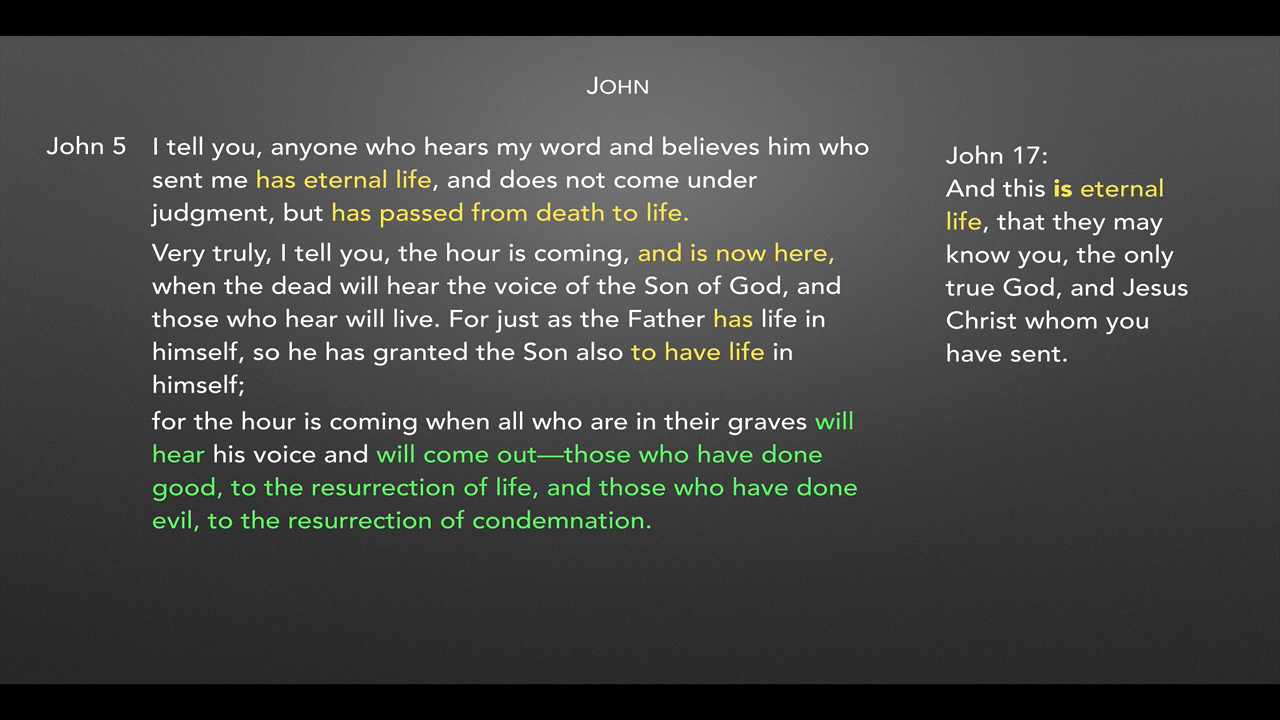 JOHN
John 5
I tell you, anyone who hears my word and believes him who
sent me has eternal life, and does not come under
judgment, but has passed from death to life.
Very truly, I tell you, the hour is coming, and is now here,
when the dead will hear the voice of the Son of God, and
those who hear will live. For just as the Father has life in
himself, so he has granted the Son also to have life in
himself;
for the hour is coming when all who are in their graves will
hear his voice and will come out—those who have done
good, to the resurrection of life, and those who have done
evil, to the resurrection of condemnation.
John 17:
And this is eternal
life, that they may
know you, the only
true God, and Jesus
Christ whom you
have sent.